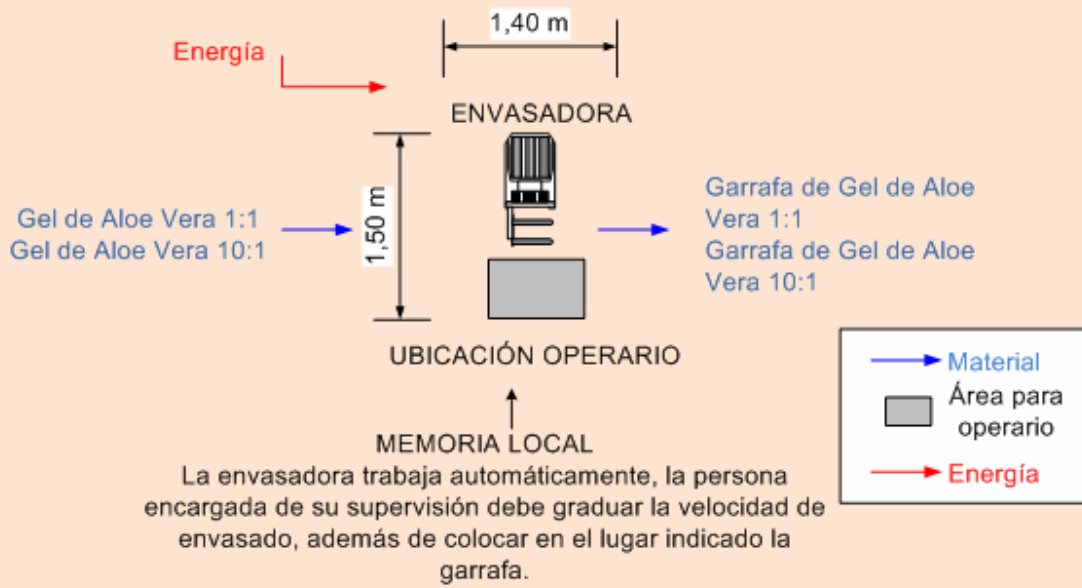 1,40 m
Energía
ENVASADORA
1,50 m
Gel de Aloe Vera 1:1
Gel de Aloe Vera 10:1
Garrafa de Gel de Aloe
Vera 1:1
Garrafa de Gel de Aloe
Vera 10:1
UBICACIÓN OPERARIO
Material
Área para
operario
Energía
MEMORIA LOCAL
La envasadora trabaja automáticamente, la persona
encargada de su supervisión debe graduar la velocidad de
envasado, además de colocar en el lugar indicado la
garrafa.